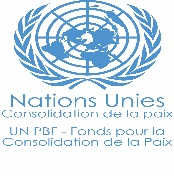 Nations Unies
Consolidation de la paix
UN PBF - Fonds pour la
Consolidation de la Paix